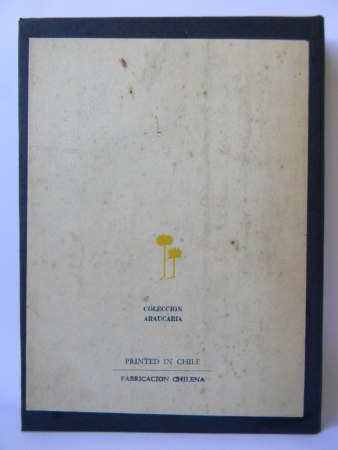 COLECCION
ARAUCARIA
PRINTED IN CHILE
FABRICACION CHILENA